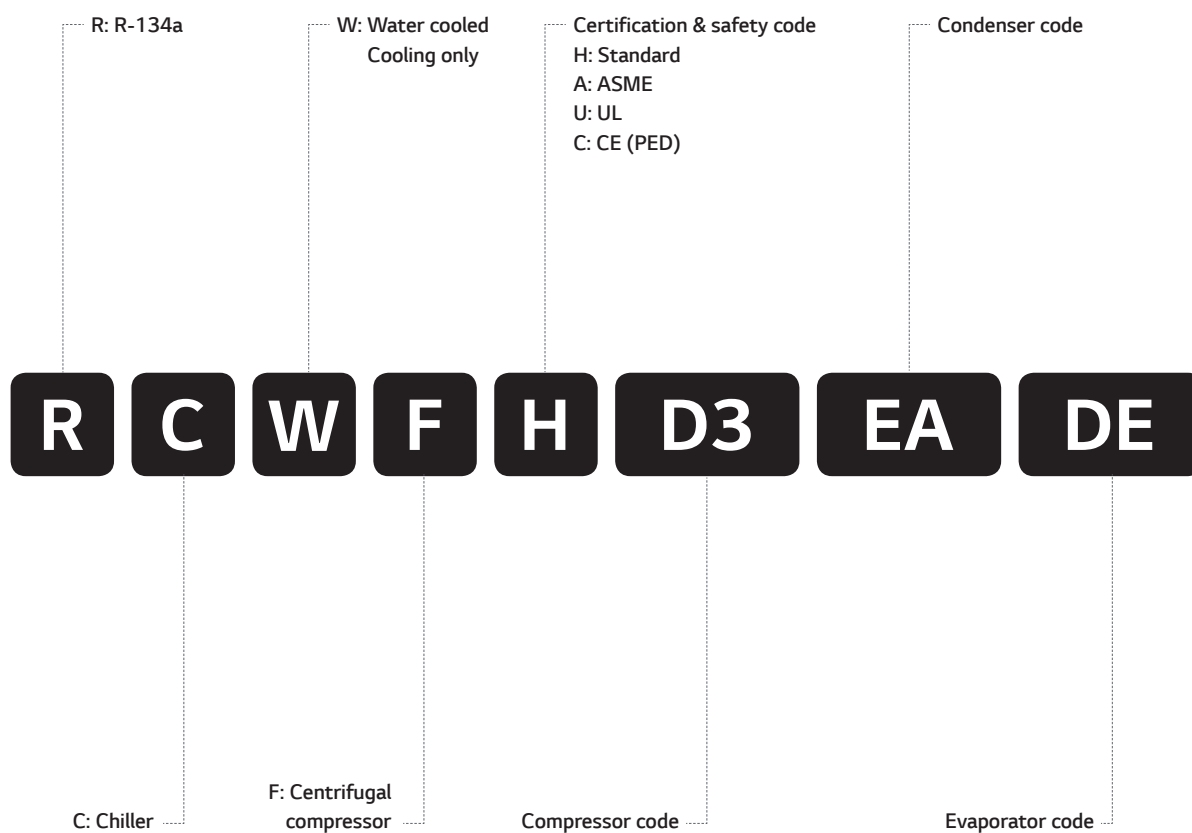 R: R-134a
W: Water cooled
Cooling only
Certification & safety code
H: Standard
A: ASME
U: UL
C: CE (PED)
Condenser code
R C W F H D3 EA DE
C: Chiller
F: Centrifugal
compressor
Compressor code
Evaporator code